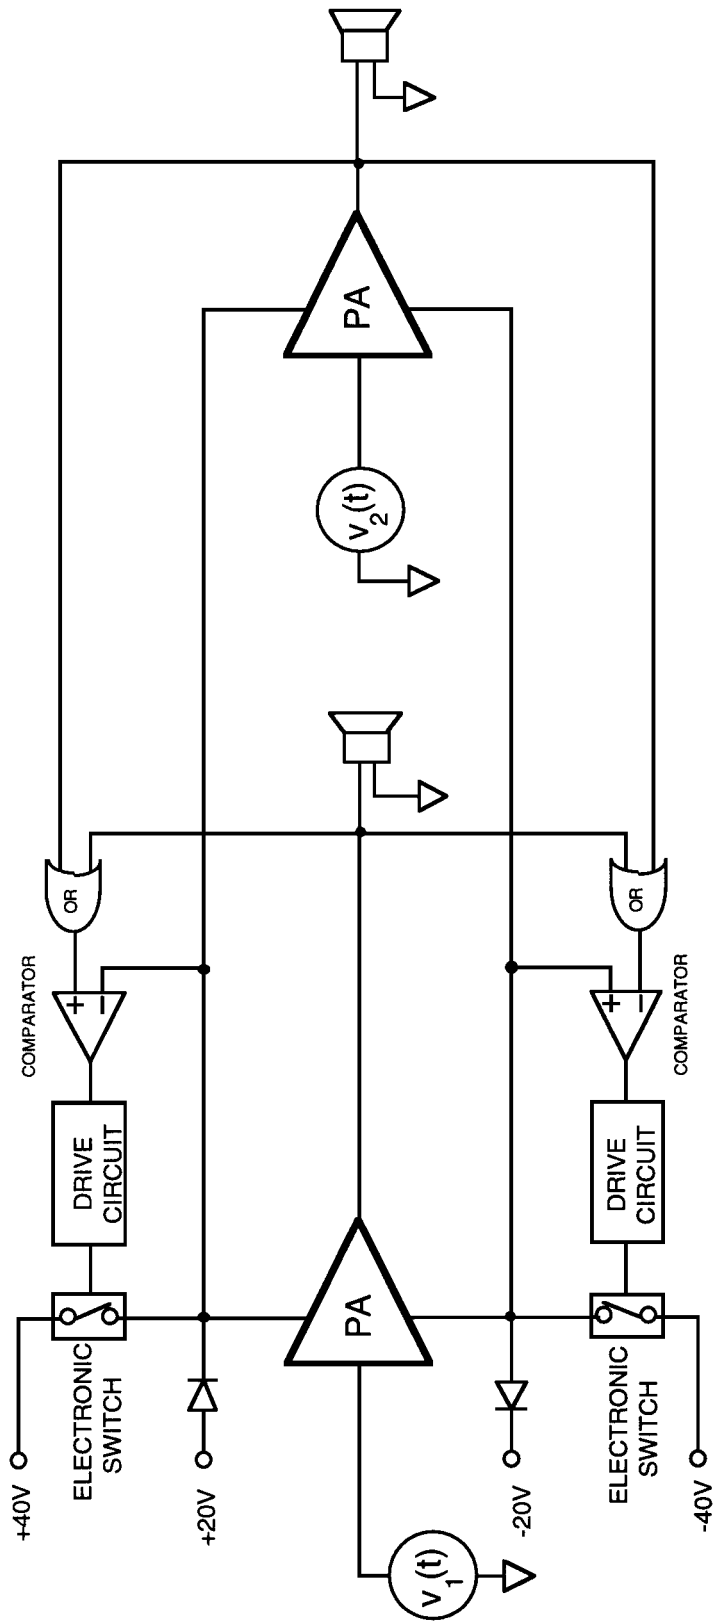 +40V
ELECTRONIC
SWITCH
DRIVE
CIRCUIT
COMPARATOR
+
−
OR
+20V
v1(t)
PA
v2(t)
PA
-20V
-40V
ELECTRONIC
SWITCH
DRIVE
CIRCUIT
COMPARATOR
+
−
OR